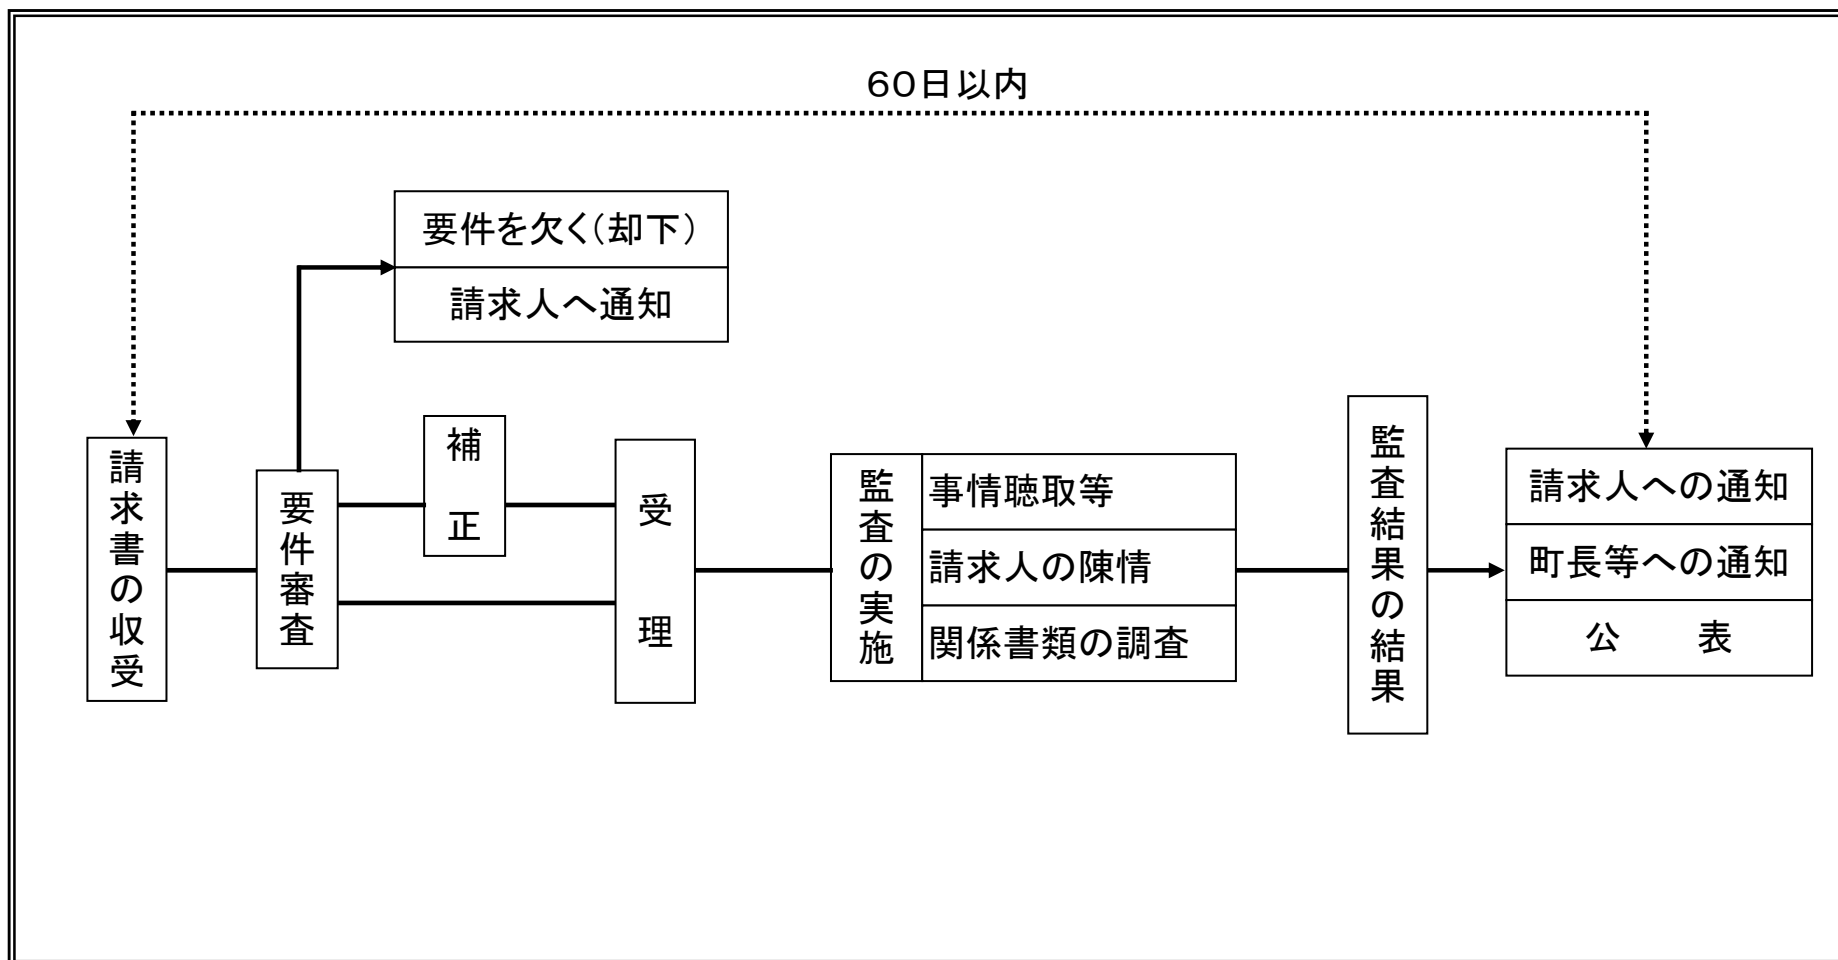 60日以内
要件を欠く(却下)
請求人へ通知
請求書の収受
要件審査
補正
受理
監査の実施
事情聴取等
請求人の陳情
関係書類の調査
監査結果の結果
請求人への通知
町長等への通知
公　　表